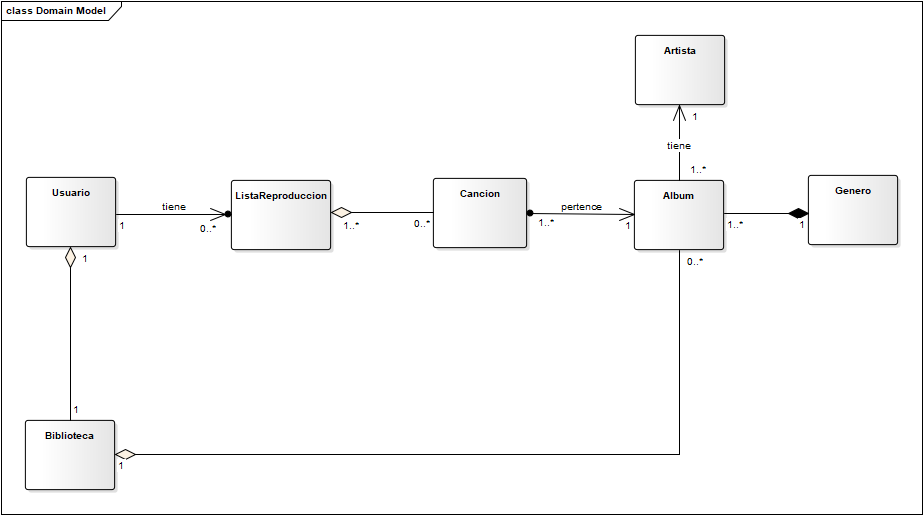 class Domain Model
Artista
1
tiene
1..*
Usuario
tiene
1
0..*
ListaReproduccion
1..*
0..*
Cancion
pertence
1..*
1
Album
1..*
1
Genero
1
0..*
1
Biblioteca
1